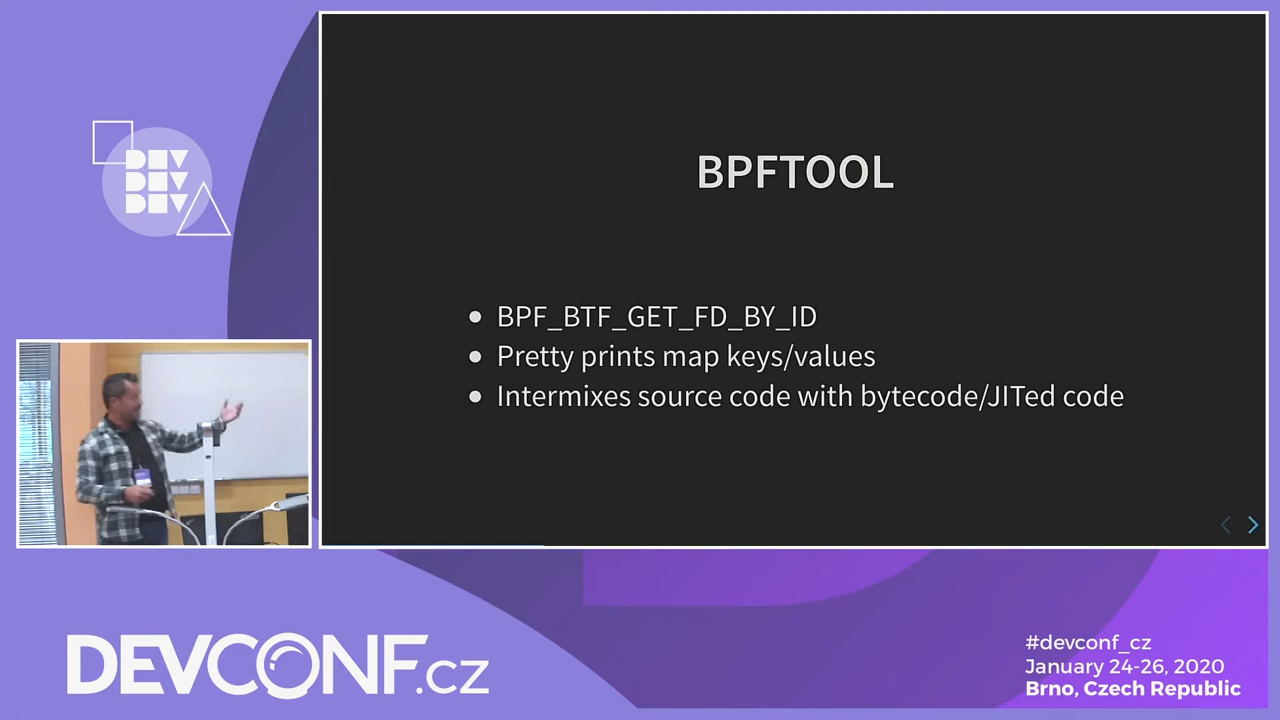 DEV
DEV
DEV
BPFTOOL
BPF_BTF_GET_FD_BY_ID
Pretty prints map keys/values
Intermixes source code with bytecode/JITed code
DEVCONF.cz
#devconf_cz
January 24-26, 2020
Brno, Czech Republic